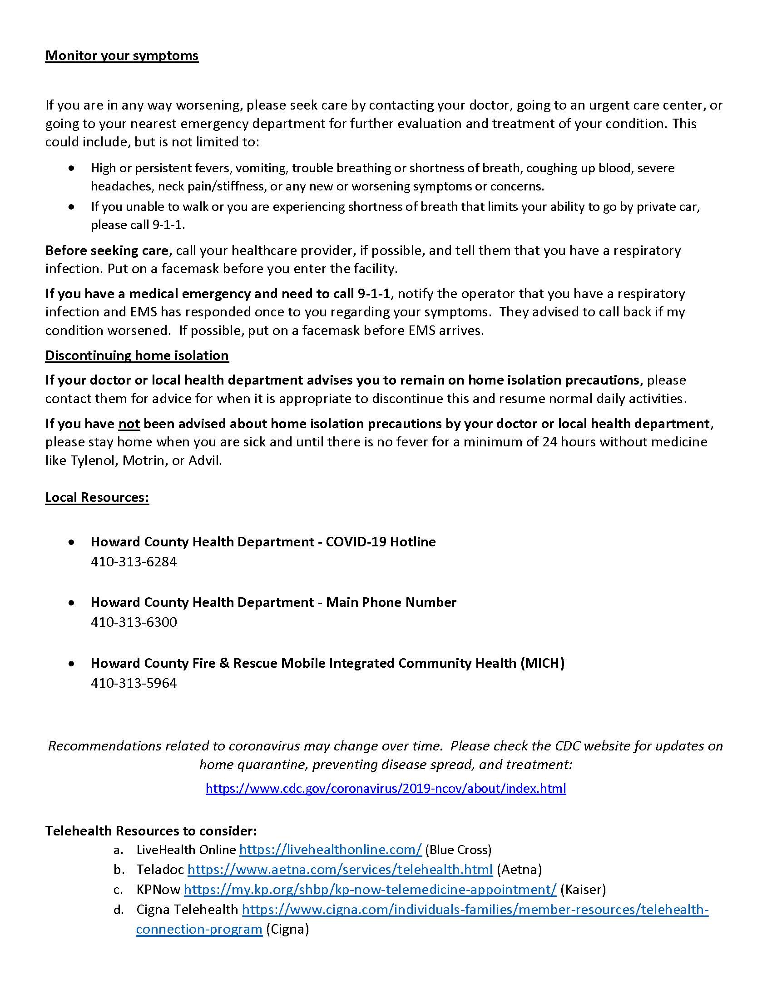 Monitor your symptoms
If you are in any way worsening, please seek care by contacting your doctor, going to an urgent care center, or
going to your nearest emergency department for further evaluation and treatment of your condition. This
could include, but is not limited to:
• High or persistent fevers, vomiting, trouble breathing or shortness of breath, coughing up blood, severe
headaches, neck pain/stiffness, or any new or worsening symptoms or concerns.
• If you unable to walk or you are experiencing shortness of breath that limits your ability to go by private car,
please call 9-1-1.
Before seeking care, call your healthcare provider, if possible, and tell them that you have a respiratory
infection. Put on a facemask before you enter the facility.
If you have a medical emergency and need to call 9-1-1, notify the operator that you have a respiratory
infection and EMS has responded once to you regarding your symptoms.  They advised to call back if my
condition worsened.  If possible, put on a facemask before EMS arrives.
Discontinuing home isolation
If your doctor or local health department advises you to remain on home isolation precautions, please
contact them for advice for when it is appropriate to discontinue this and resume normal daily activities.
If you have not been advised about home isolation precautions by your doctor or local health department,
please stay home when you are sick and until there is no fever for a minimum of 24 hours without medicine
like Tylenol, Motrin, or Advil.
Local Resources:
• Howard County Health Department - COVID-19 Hotline
410-313-6284
• Howard County Health Department - Main Phone Number
410-313-6300
• Howard County Fire & Rescue Mobile Integrated Community Health (MICH)
410-313-5964
Recommendations related to coronavirus may change over time.  Please check the CDC website for updates on
home quarantine, preventing disease spread, and treatment:
https://www.cdc.gov/coronavirus/2019-ncov/about/index.html
Telehealth Resources to consider:
a. LiveHealth Online https://livehealthonline.com/ (Blue Cross)
b. Teladoc https://www.aetna.com/services/telehealth.html (Aetna)
c. KPNow https://my.kp.org/shbp/kp-now-telemedicine-appointment/ (Kaiser)
d. Cigna Telehealth https://www.cigna.com/individuals-families/member-resources/telehealth-
connection-program (Cigna)